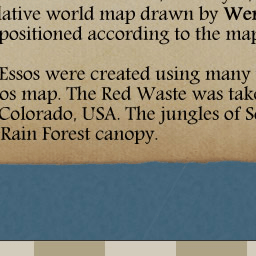 lative world map drawn by Wer
positioned according to the map
Essos were created using many
os map. The Red Waste was take
Colorado, USA. The jungles of S
Rain Forest canopy.